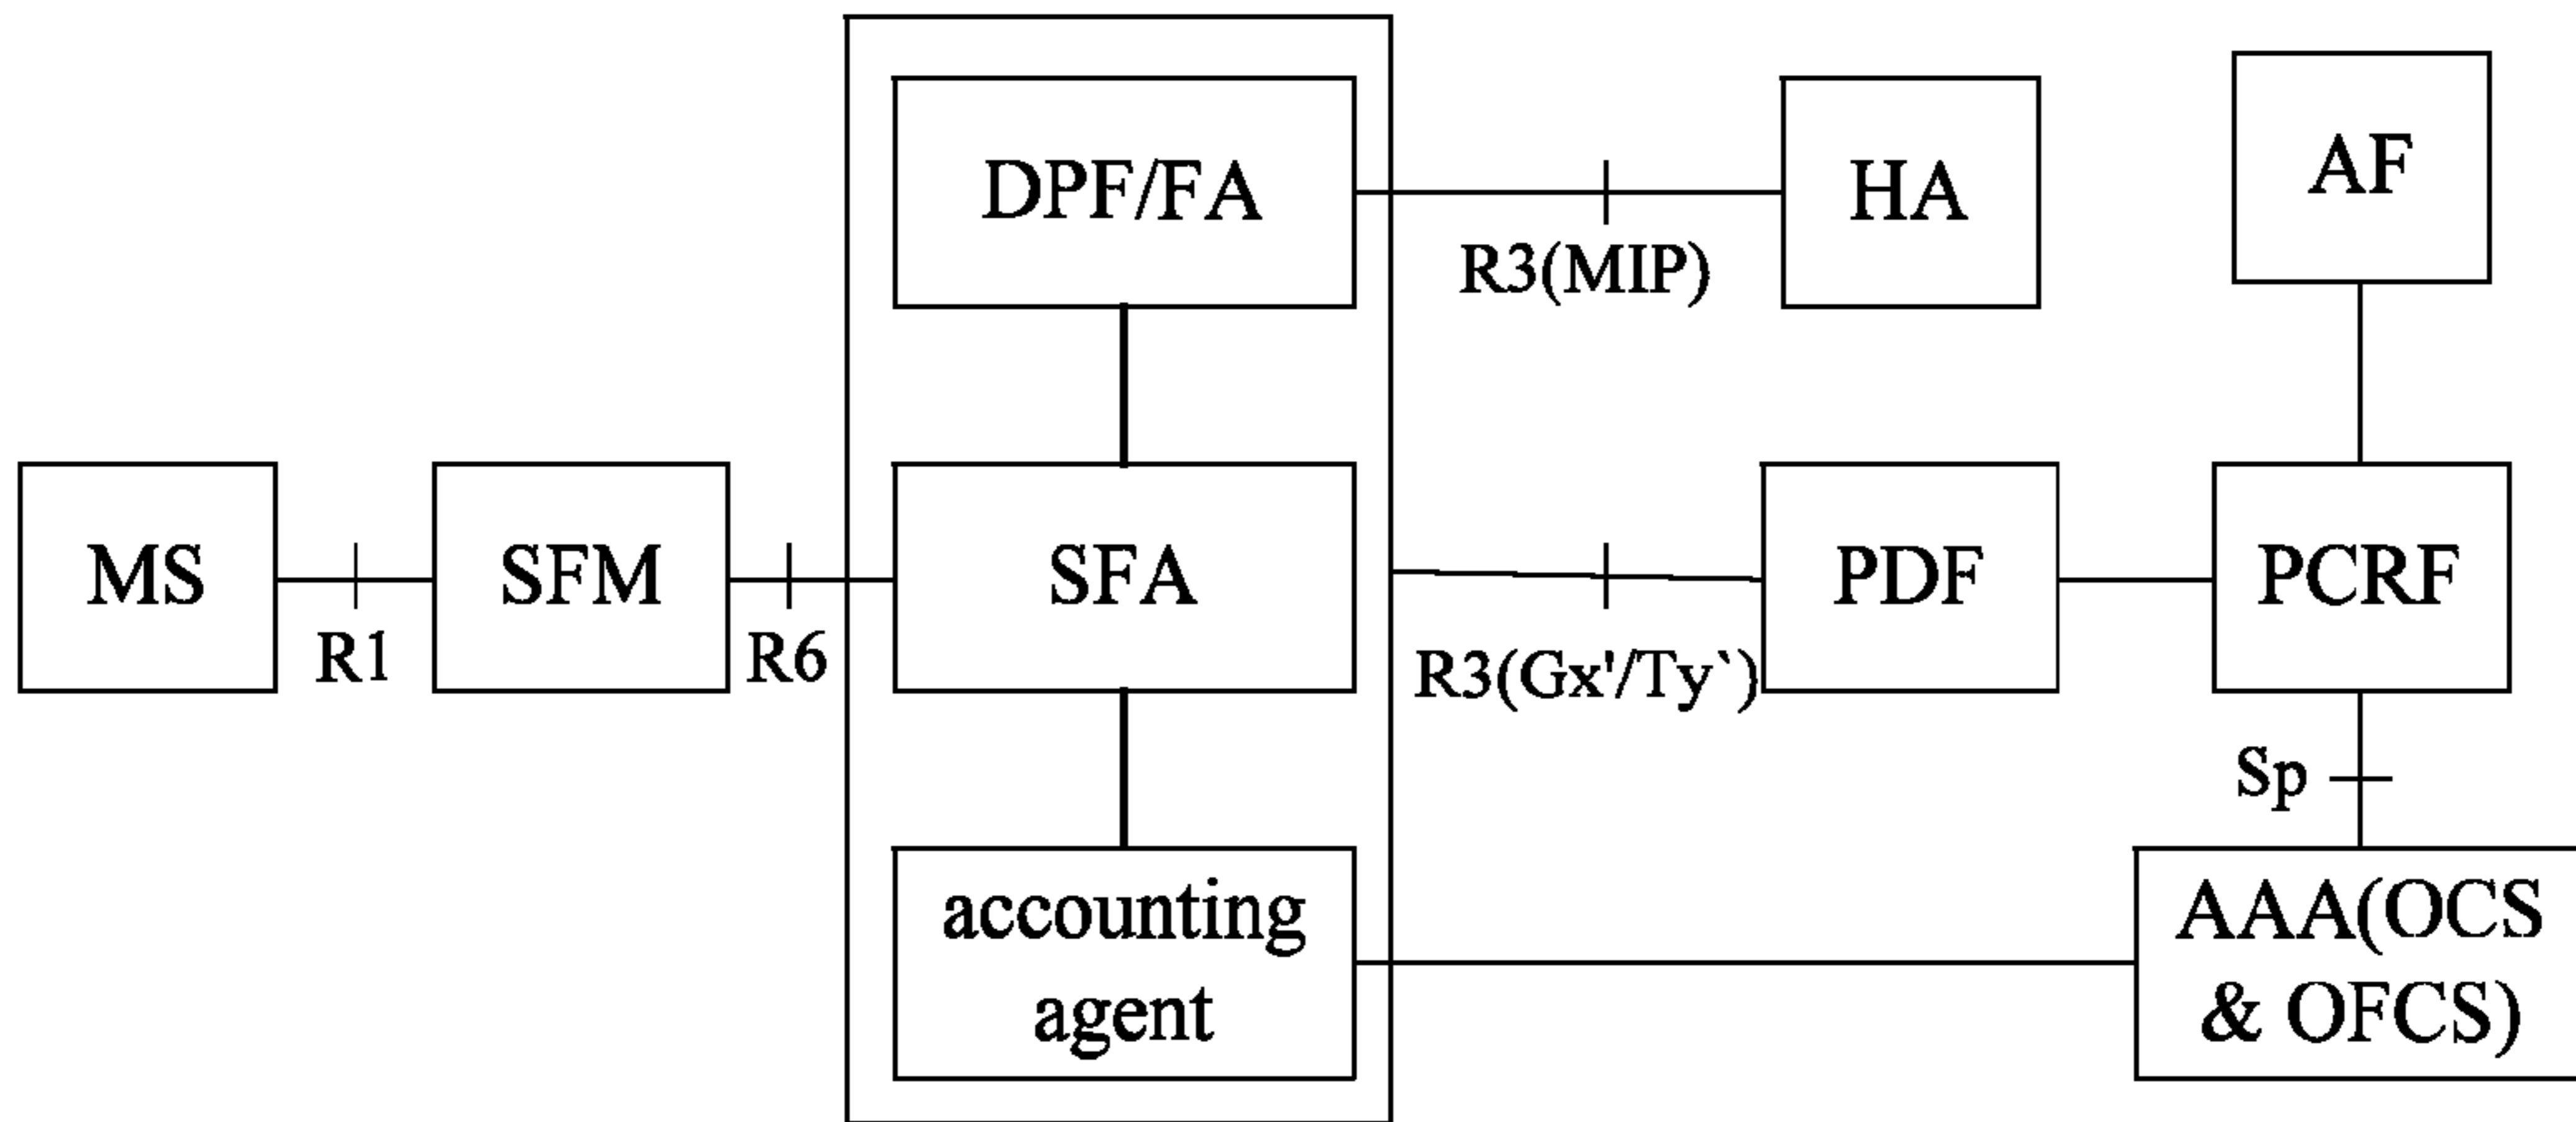 DPF/FA
HA
AF
R3(MIP)
MS
SFM
SFA
PDF
PCRF
R1
R6
R3(Gx'/Ty`)
Sp
accounting
agent
AAA(OCS
& OFCS)